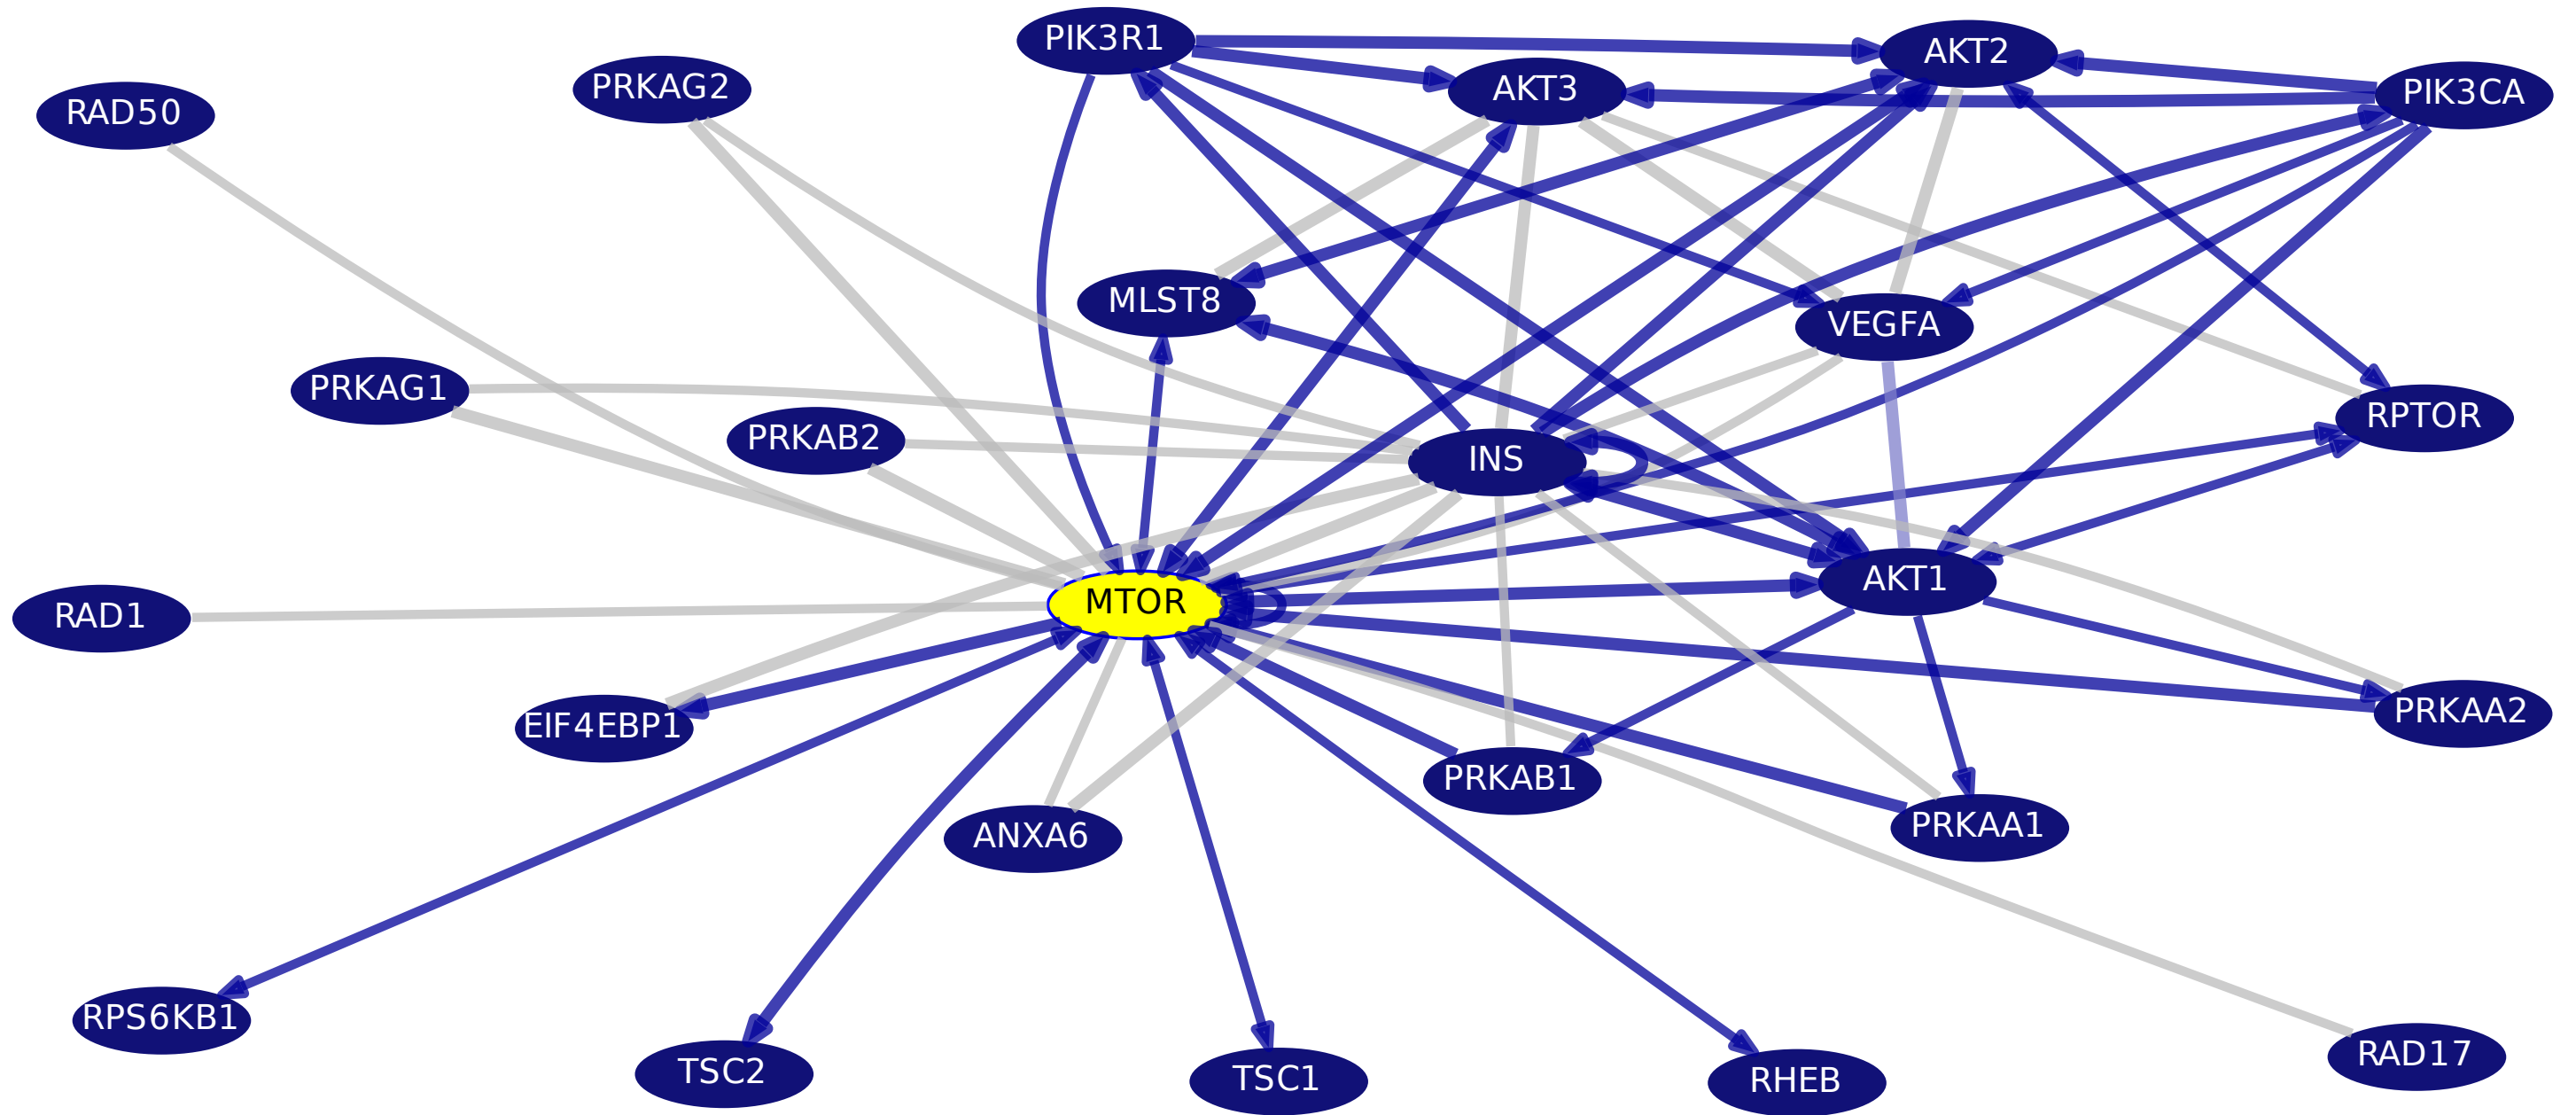 PIK3R1
AKT2
PRKAG2
AKT3
PIK3CA
RAD50
MLST8
VEGFA
PRKAG1
RPTOR
PRKAB2
INS
AKT1
MTOR
RAD1
EIF4EBP1
PRKAA2
PRKAB1
ANXA6
PRKAA1
RPS6KB1
RAD17
TSC2
TSC1
RHEB